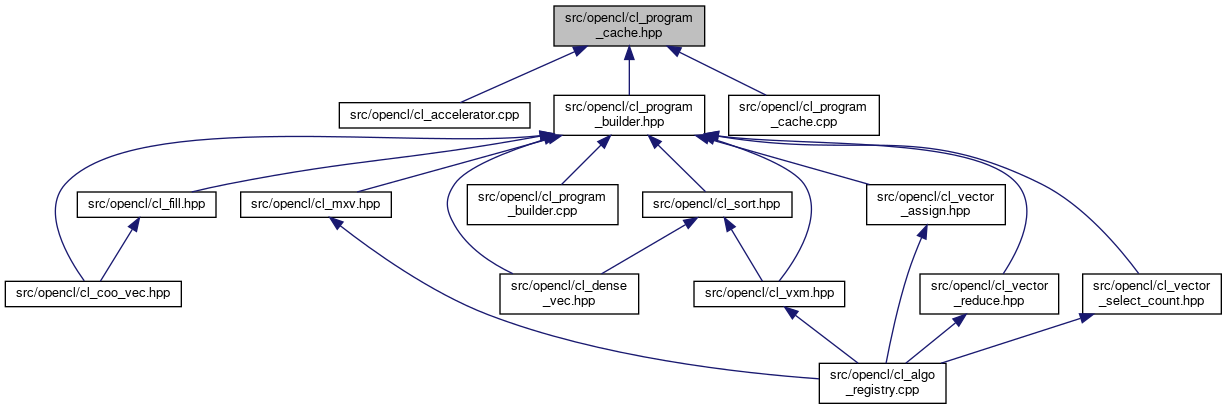 src/opencl/cl_program
_cache.hpp
src/opencl/cl_accelerator.cpp
src/opencl/cl_program
_builder.hpp
src/opencl/cl_program
_cache.cpp
src/opencl/cl_fill.hpp
src/opencl/cl_mxv.hpp
src/opencl/cl_program
_builder.cpp
src/opencl/cl_sort.hpp
src/opencl/cl_vector
_assign.hpp
src/opencl/cl_coo_vec.hpp
src/opencl/cl_dense
_vec.hpp
src/opencl/cl_vxm.hpp
src/opencl/cl_vector
_reduce.hpp
src/opencl/cl_vector
_select_count.hpp
src/opencl/cl_algo
_registry.cpp